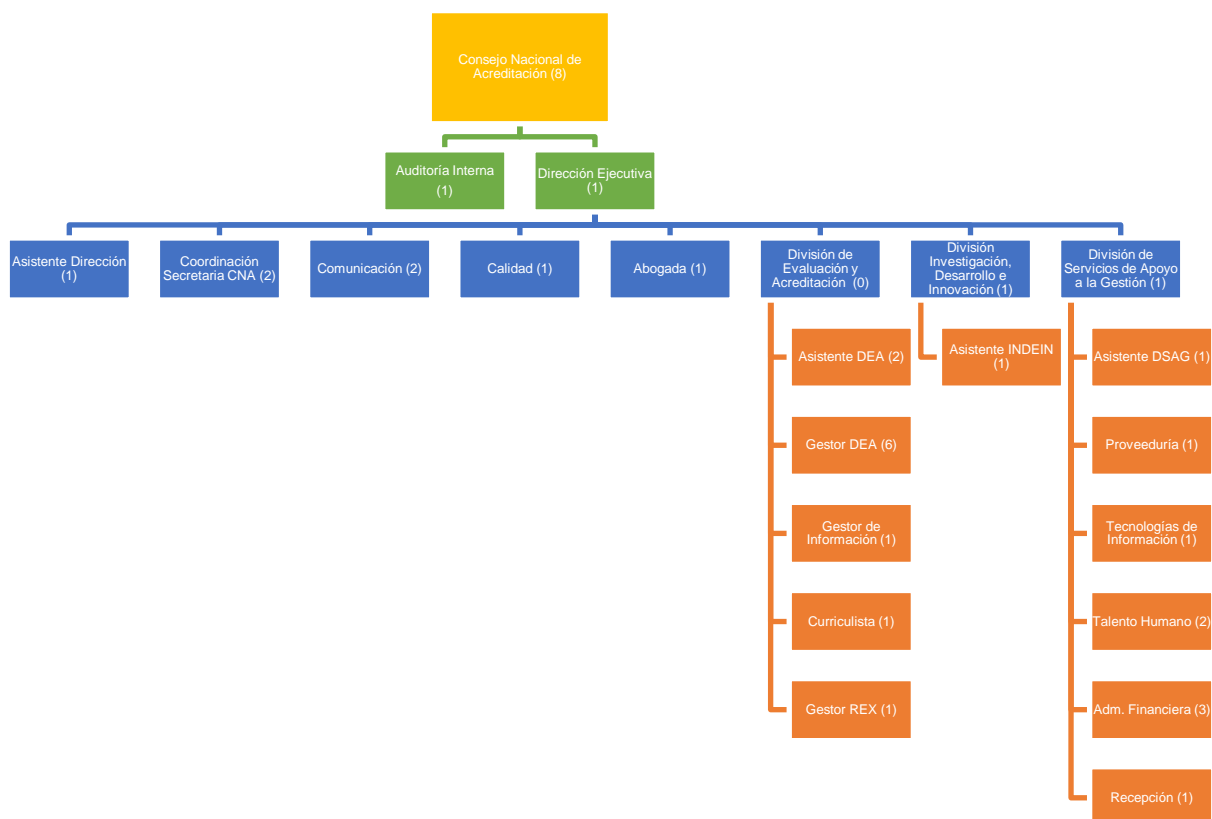 Consejo Nacional de
Acreditación (8)
Auditoría Interna
(1)
Dirección Ejecutiva
(1)
Asistente Dirección
(1)
Coordinación
Secretaria CNA (2)
Comunicación (2)
Calidad (1)
Abogada (1)
División de
Evaluación y
Acreditación (0)
División
Investigación,
Desarrollo e
Innovación (1)
División de
Servicios de Apoyo
a la Gestión (1)
Asistente DEA (2)
Gestor DEA (6)
Gestor de
Información (1)
Curriculista (1)
Gestor REX (1)
Asistente INDEIN
(1)
Asistente DSAG (1)
Proveeduría (1)
Tecnologías de
Información (1)
Talento Humano (2)
Adm. Financiera (3)
Recepción (1)